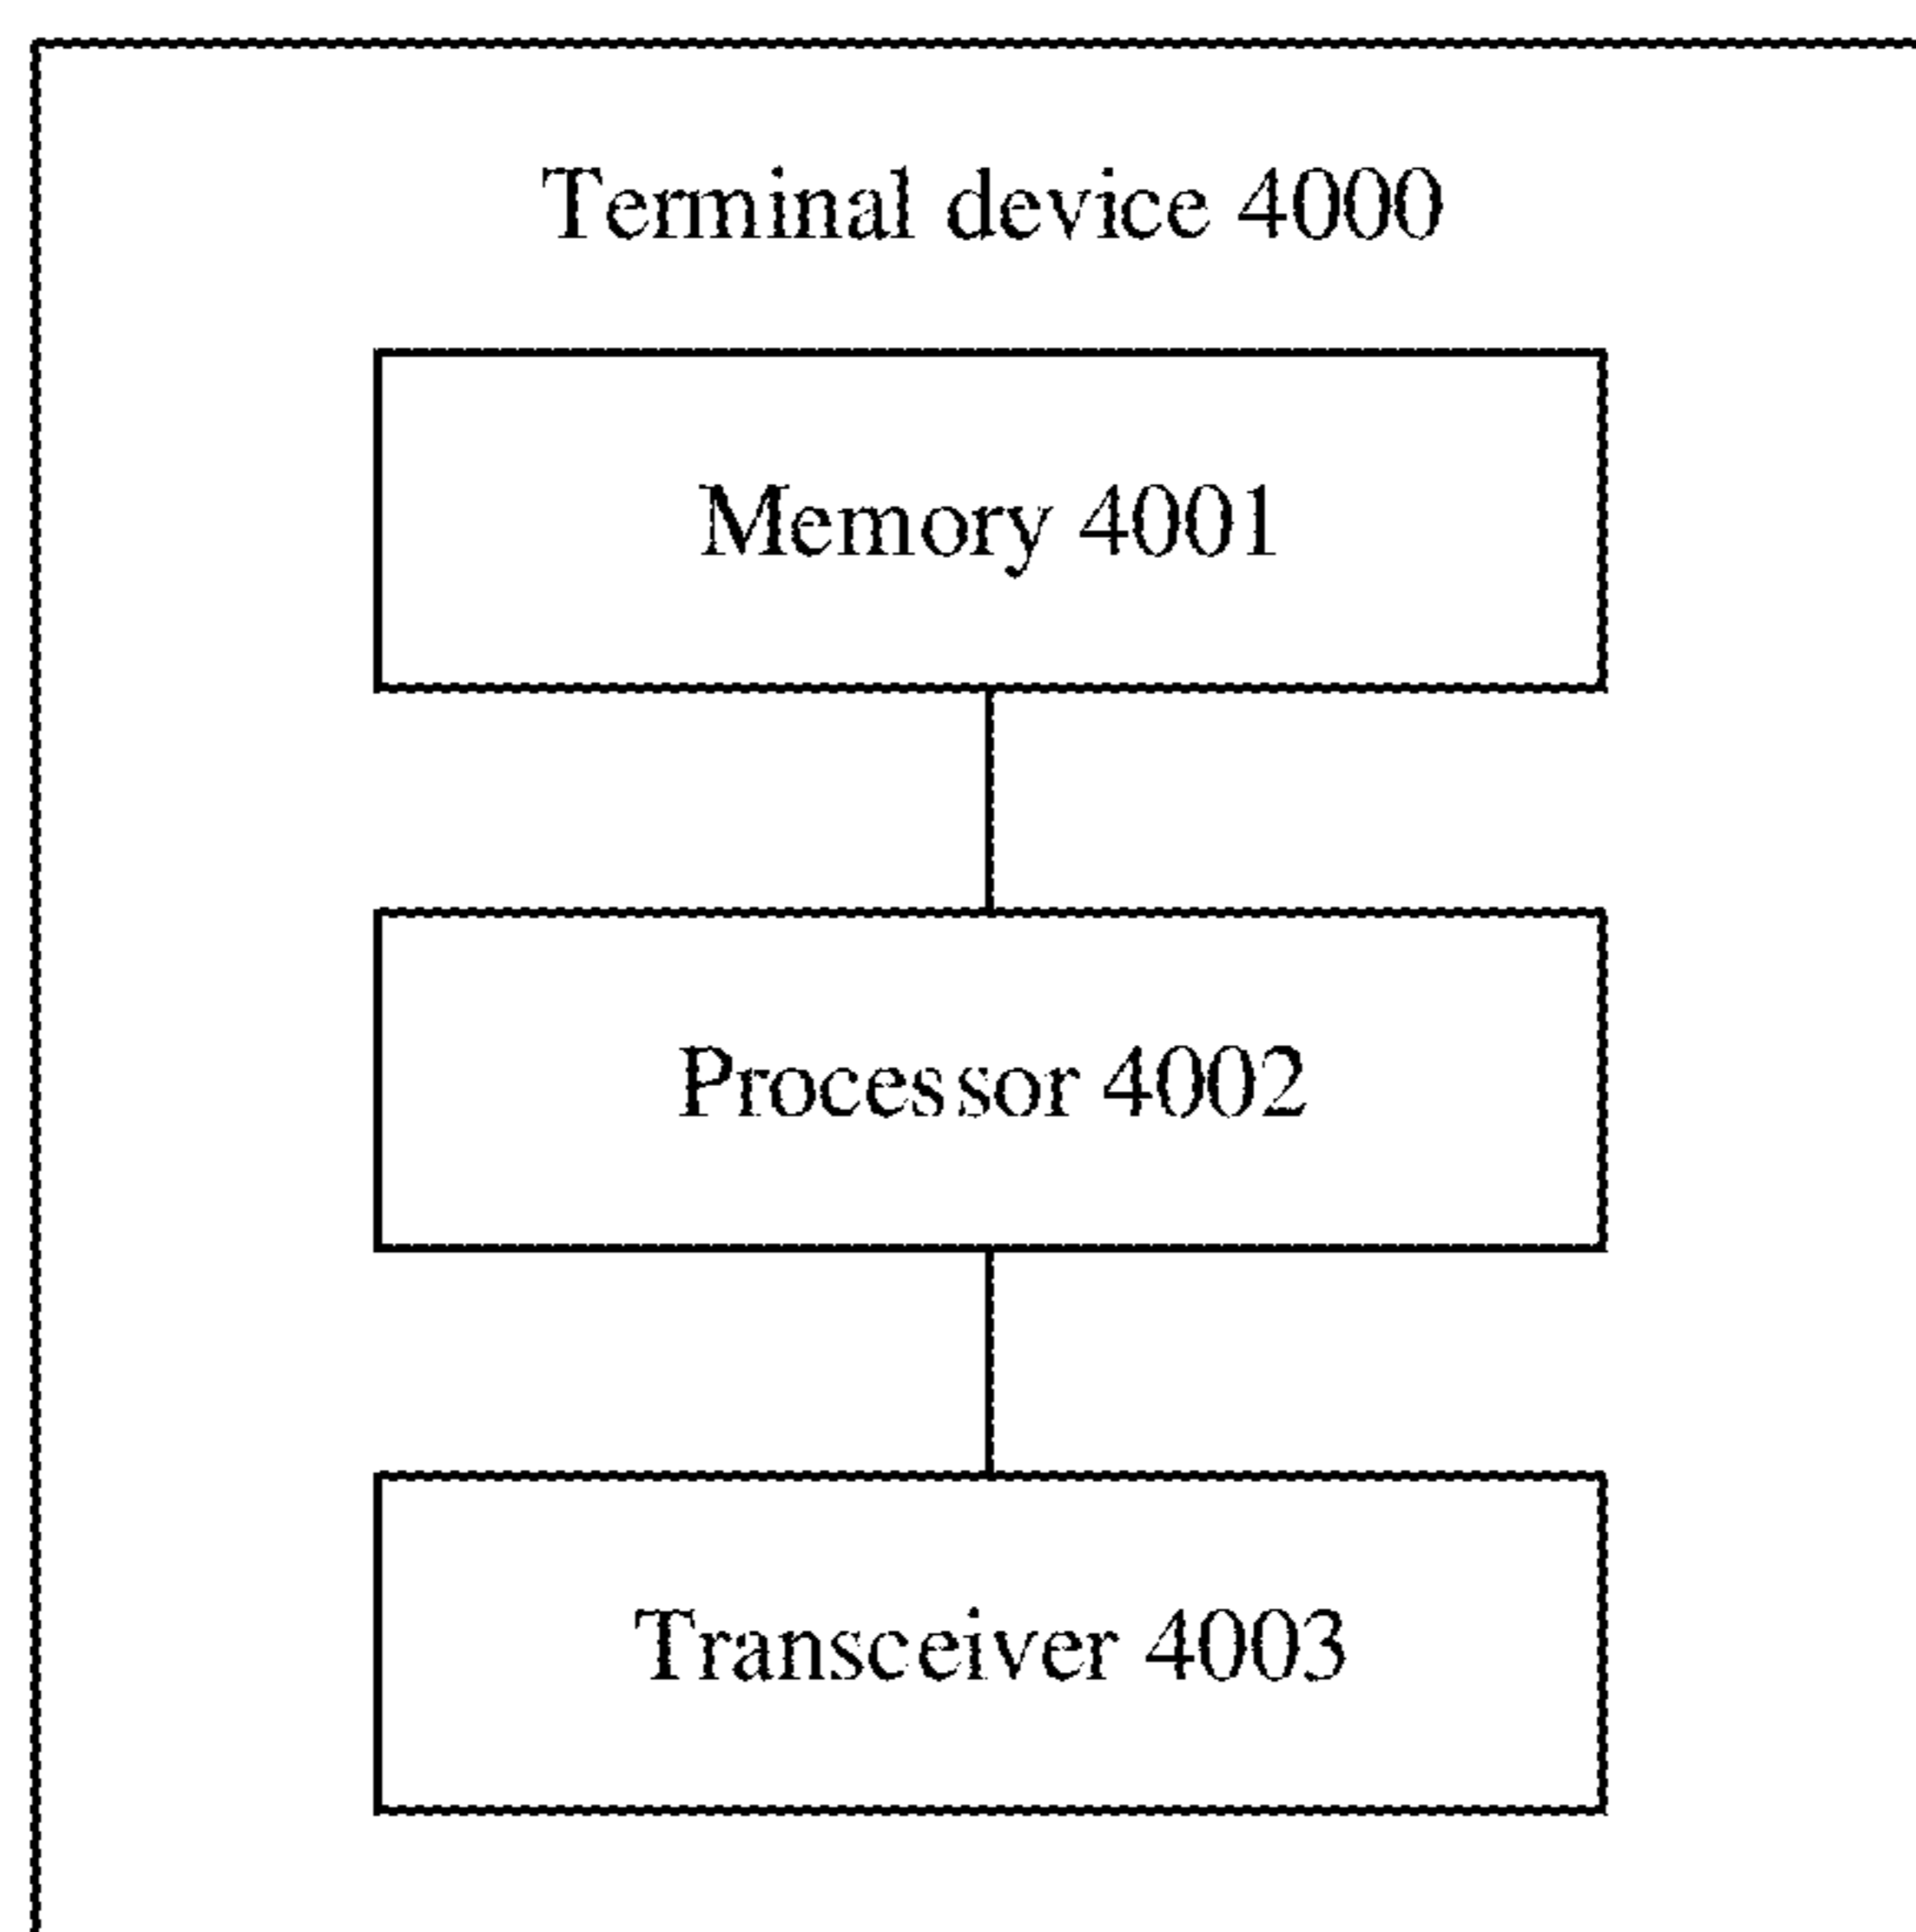 Terminal device 4000
Memory 4001
Processor 4002
Transceiver 4003